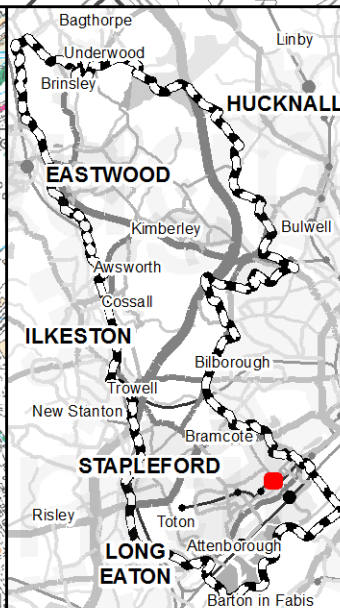 Bagthorpe
Linby
Underwood
Brinsley
HUCKNALL
EASTWOOD
Kimberley
Bulwell
Awsworth
Cossall
ILKESTON
Bilborough
Trowell
New Stanton
Bramcote
STAPLEFORD
Risley
Toton
LONG
EATON
Attenborough
Barton in Fabis